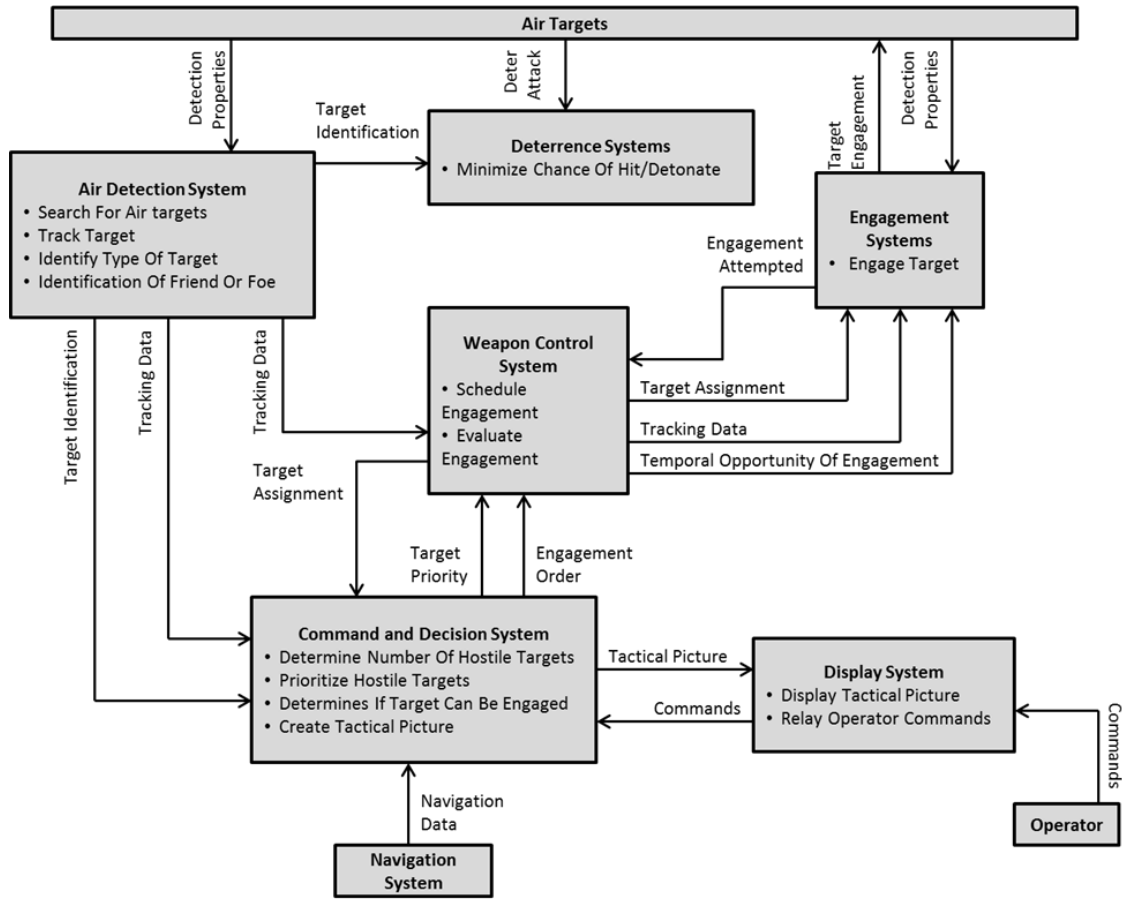 Air Targets
Detection
Properties
Deter
Attack
Target
Engagement
Detection
Properties
Target
Identification
Deterrence Systems
• Minimize Chance Of Hit/Detonate
Air Detection System
• Search For Air targets
• Track Target
• Identify Type Of Target
• Identification Of Friend Or Foe
Engagement
Systems
• Engage Target
Engagement
Attempted
Target Identification
Tracking Data
Tracking Data
Weapon Control
System
• Schedule
Engagement
• Evaluate
Engagement
Target Assignment
Tracking Data
Temporal Opportunity Of Engagement
Target
Assignment
Target
Priority
Engagement
Order
Command and Decision System
• Determine Number Of Hostile Targets
• Prioritize Hostile Targets
• Determines If Target Can Be Engaged
• Create Tactical Picture
Tactical Picture
Commands
Display System
• Display Tactical Picture
• Relay Operator Commands
Commands
Navigation
Data
Operator
Navigation
System